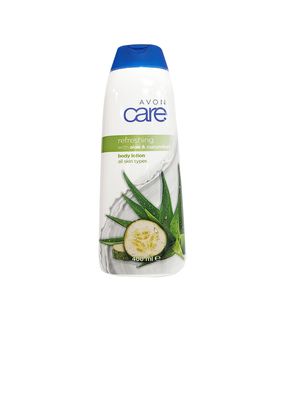 AVON
care
refreshing
with aloe & cucumber
body lotion
all skin types
400 ml e